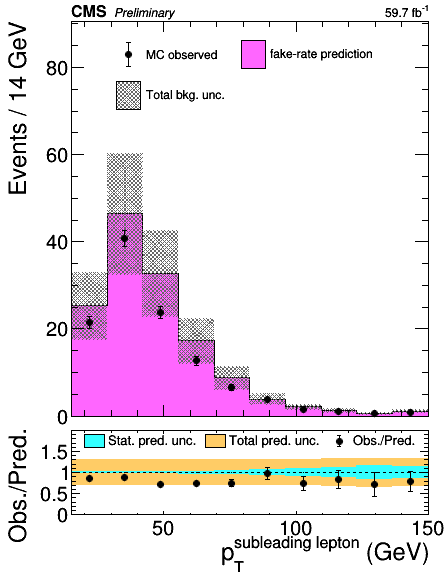 CMS Preliminary 59.7 fb⁻¹
Events / 14 GeV
MC observed fake-rate prediction
Total bkg. unc.
80
60
40
20
0
Obs./Pred.
Stat. pred. unc. Total pred. unc. Obs./Pred.
1.5
1
0.5
0
50 100 150
p_T^subleading lepton (GeV)